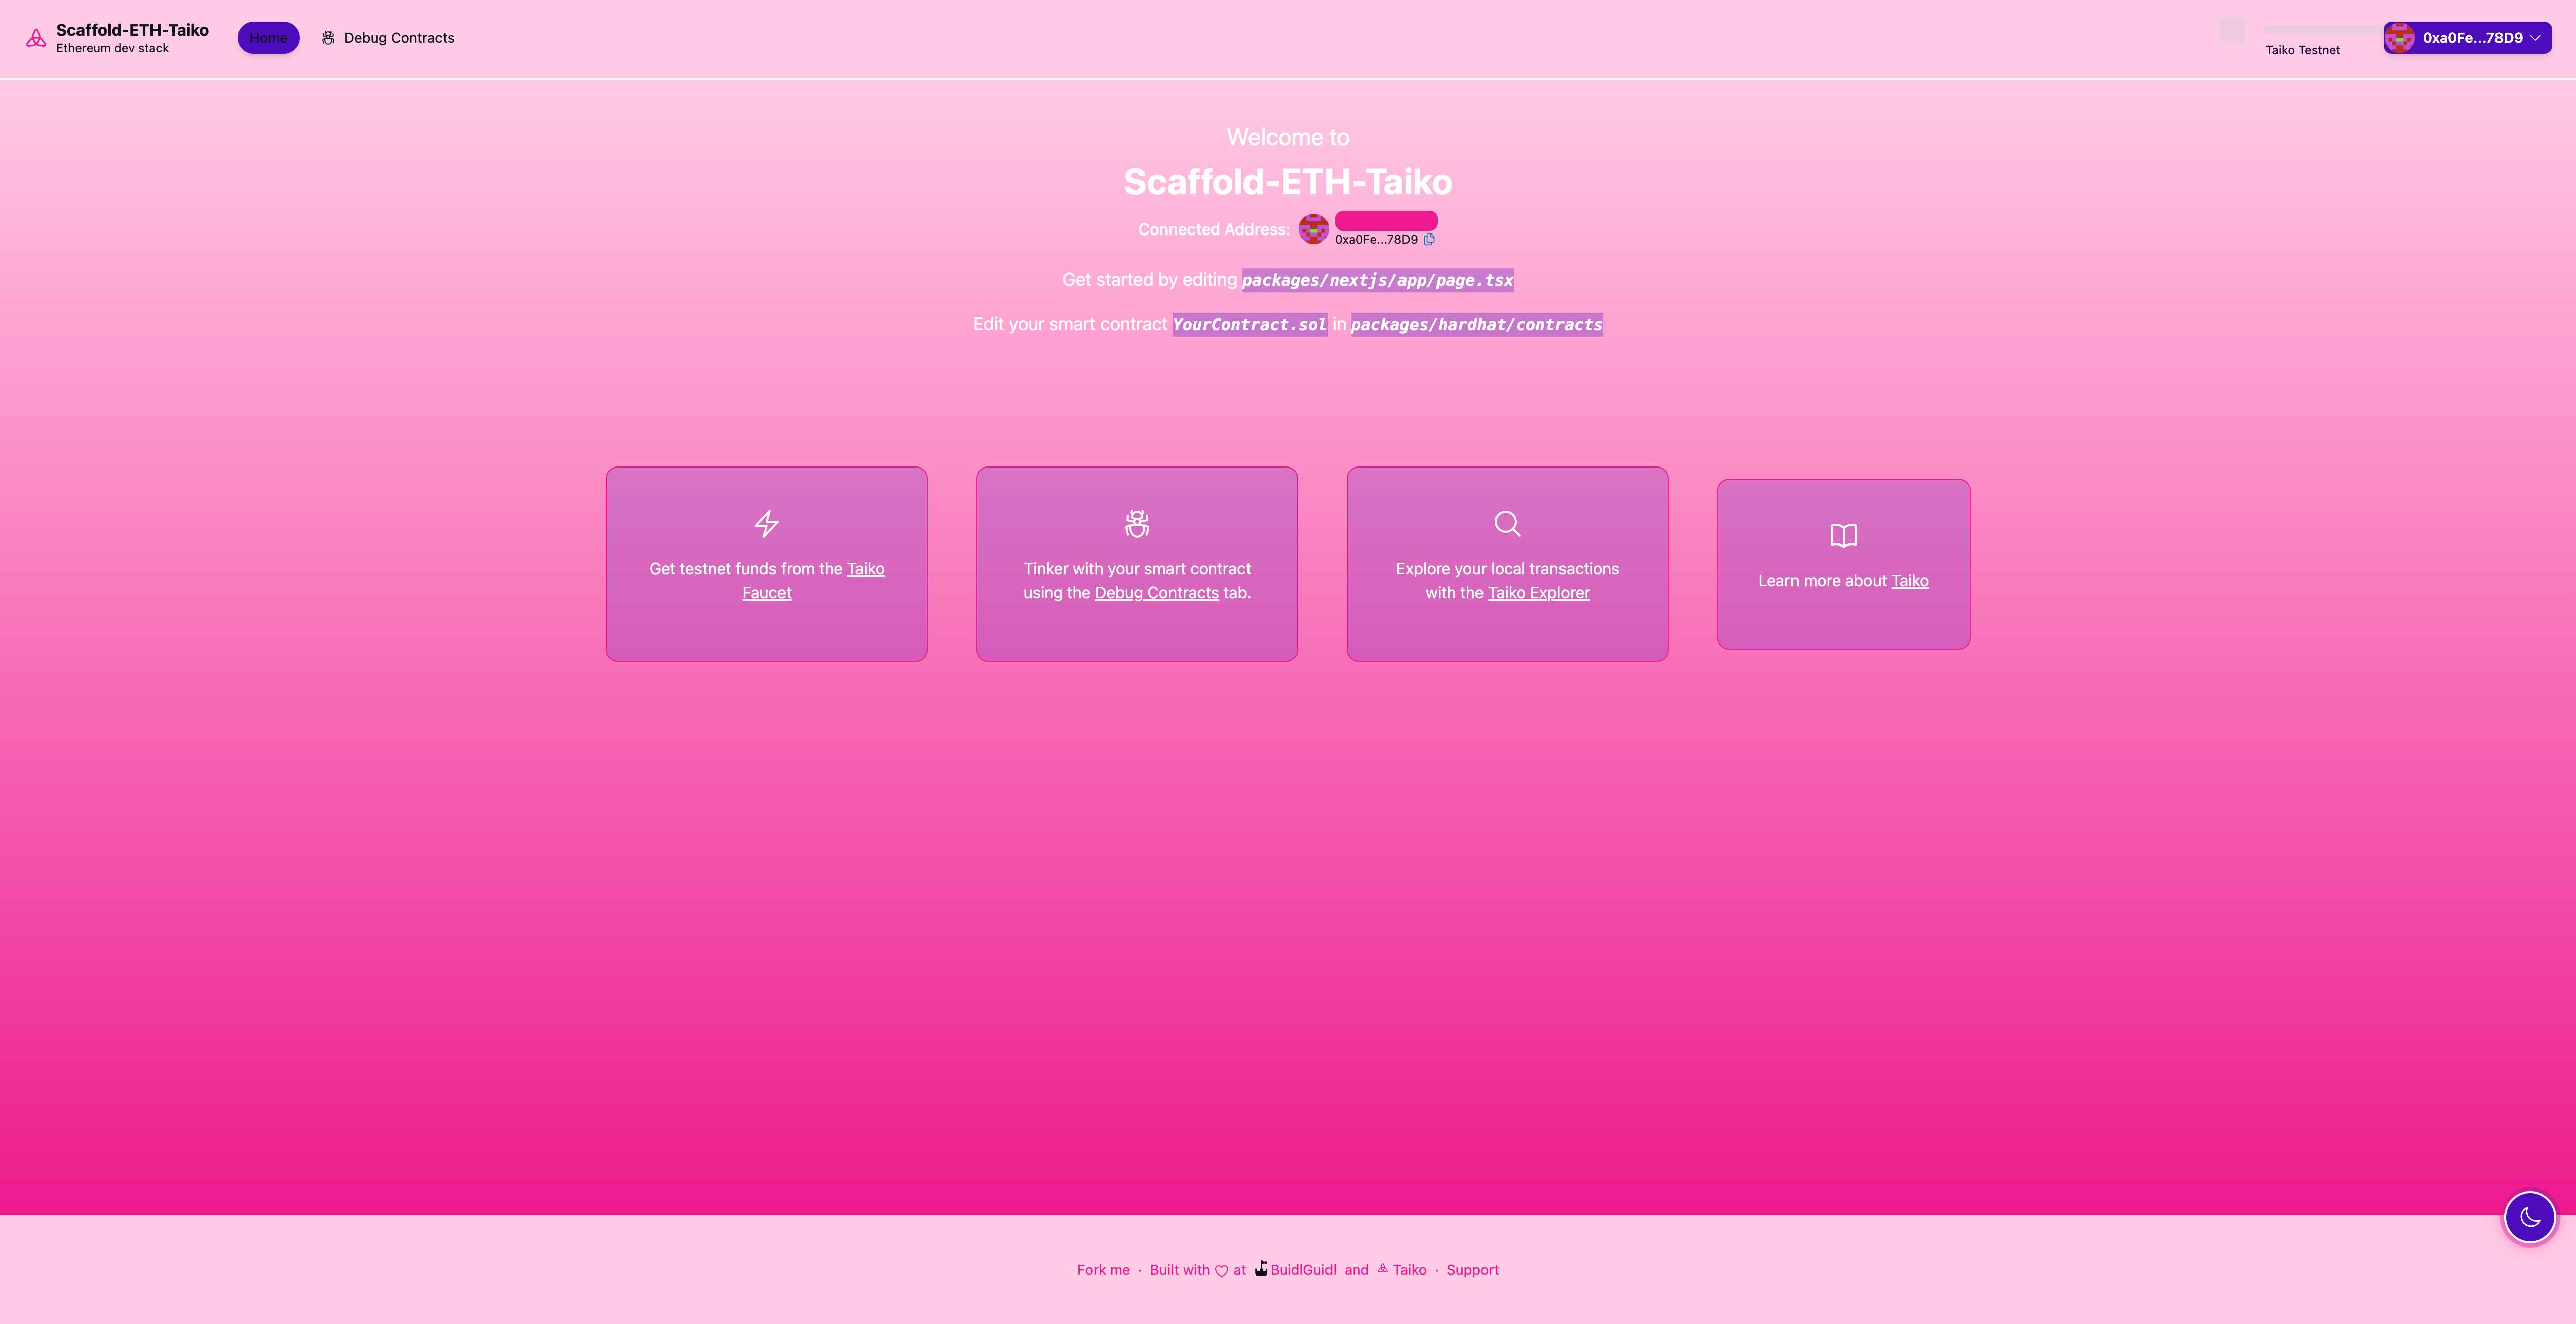 Scaffold-ETH-Taiko
Ethereum dev stack
Home
Debug Contracts
Taiko Testnet
0xa0Fe...78D9
Welcome to
Scaffold-ETH-Taiko
Connected Address:
0xa0Fe...78D9
Get started by editing packages/nextjs/app/page.tsx
Edit your smart contract YourContract.sol in packages/hardhat/contracts
Get testnet funds from the Taiko
Faucet
Tinker with your smart contract
using the Debug Contracts tab.
Explore your local transactions
with the Taiko Explorer
Learn more about Taiko
Fork me · Built with at BuidlGuidl and Taiko · Support